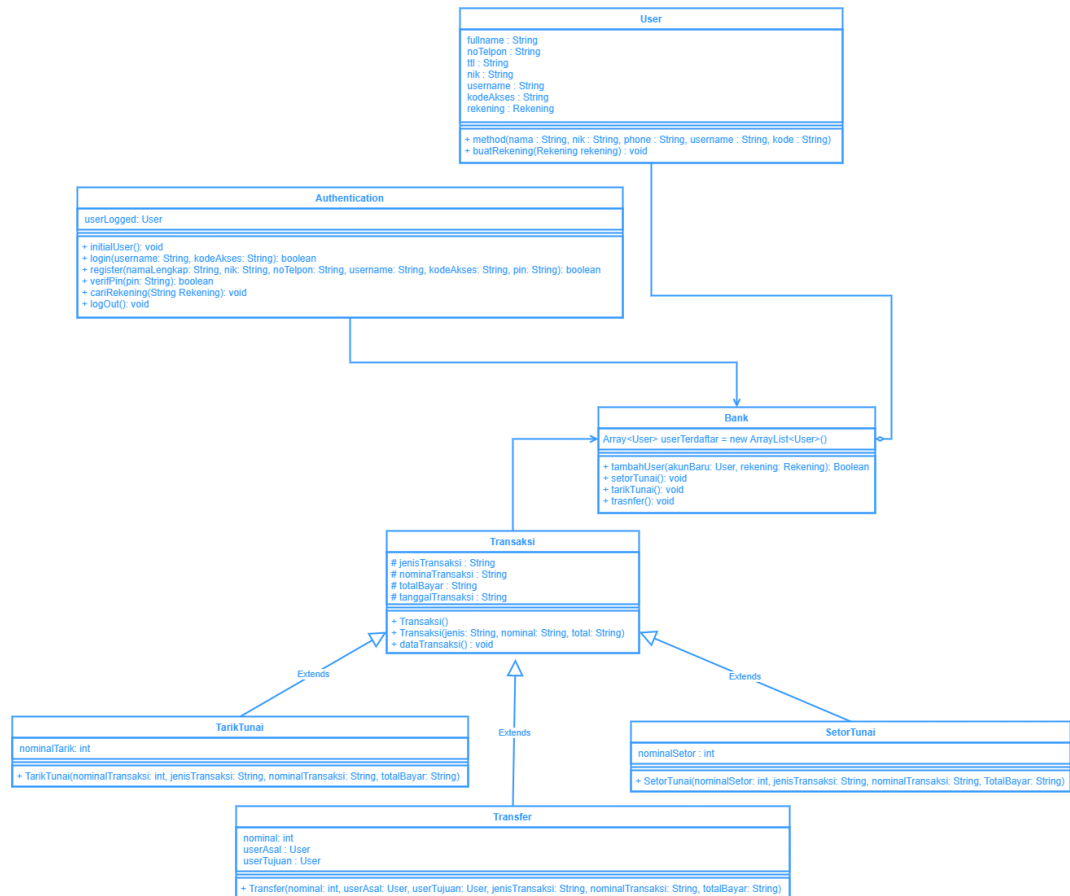 User
fullname : String
noTelpon : String
ttl : String
nik : String
username : String
kodeAkses : String
rekening : Rekening
+ method(nama : String, nik : String, phone : String, username : String, kode : String)
+ buatRekening(Rekening rekening) : void
Authentication
userLogged: User
+ initialUser(): void
+ login(username: String, kodeAkses: String): boolean
+ register(namaLengkap: String, nik: String, noTelpon: String, username: String, kodeAkses: String, pin: String): boolean
+ verifPin(pin: String): boolean
+ cariRekening(String Rekening): void
+ logOut(): void
Bank
Array<User> userTerdaftar = new ArrayList<User>()
+ tambahUser(akunBaru: User, rekening: Rekening): Boolean
+ setorTunai(): void
+ tarikTunai(): void
+ trasnfer(): void
Transaksi
# jenisTransaksi : String
# nominaTransaksi : String
# totalBayar : String
# tanggalTransaksi : String
+ Transaksi()
+ Transaksi(jenis: String, nominal: String, total: String)
+ dataTransaksi() : void
Extends
Extends
Extends
TarikTunai
nominalTarik: int
+ TarikTunai(nominalTransaksi: int, jenisTransaksi: String, nominalTransaksi: String, totalBayar: String)
SetorTunai
nominalSetor : int
+ SetorTunai(nominalSetor: int, jenisTransaksi: String, nominalTransaksi: String, TotalBayar: String)
Transfer
nominal: int
userAsal : User
userTujuan : User
+ Transfer(nominal: int, userAsal: User, userTujuan: User, jenisTransaksi: String, nominalTransaksi: String, totalBayar: String)